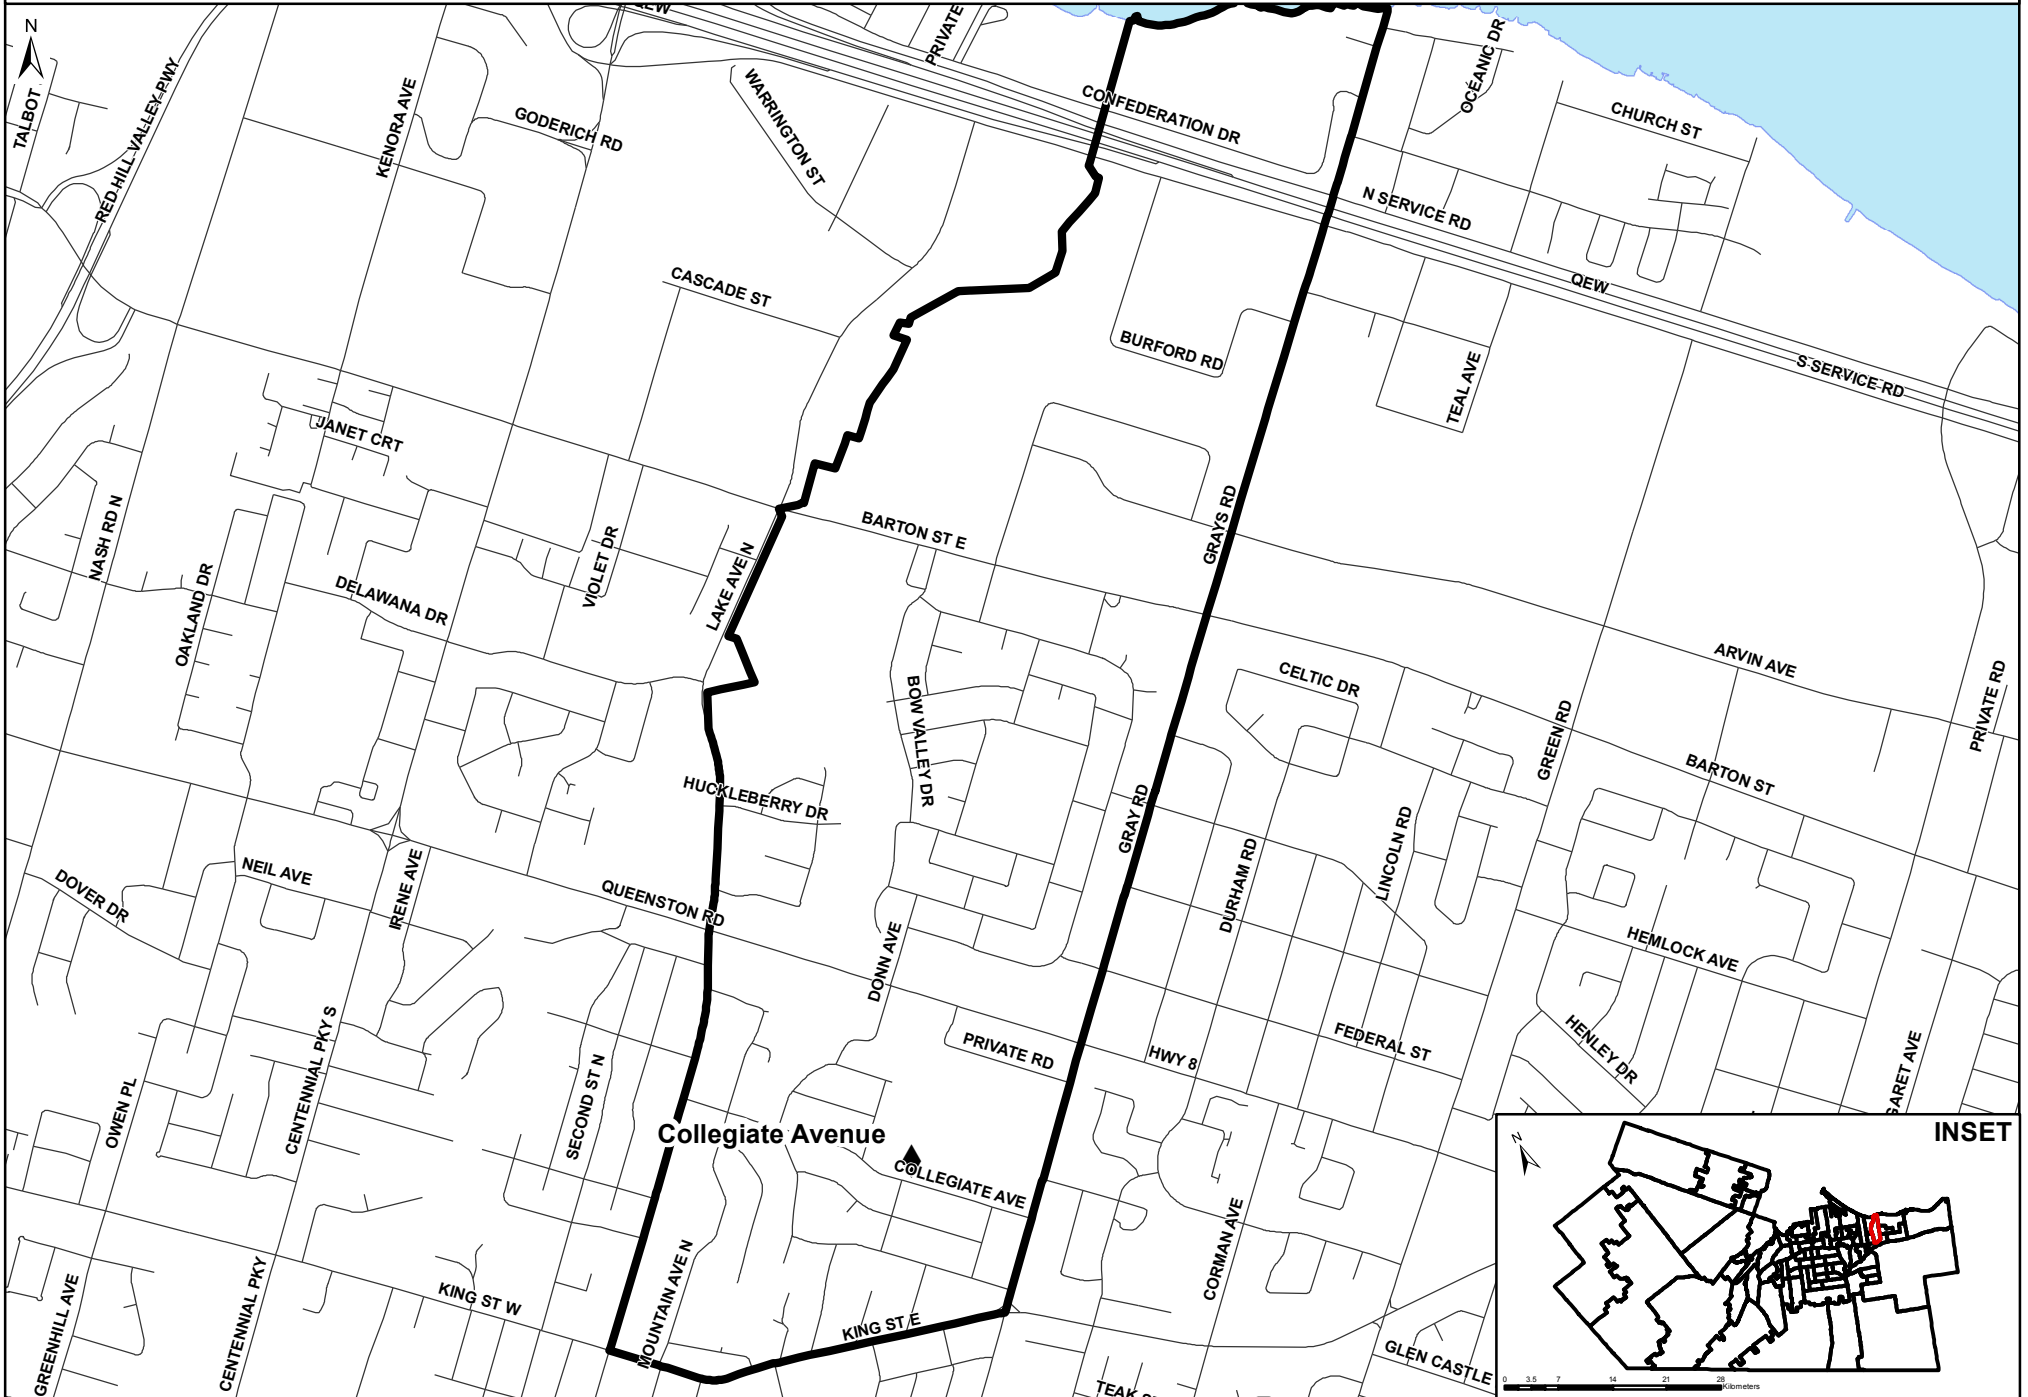 QEW
PRIVATE
OCEANIC DR
N
TALBOT
RED HILL VALLEY PWY
KENORA AVE
GODERICH RD
WARRINGTON ST
CONFEDERATION DR
CHURCH ST
N SERVICE RD
QEW
CASCADE ST
BURFORD RD
TEAL AVE
S SERVICE RD
JANET CRT
NASH RD N
BARTON ST E
GRAYS RD
OAKLAND DR
DELAWANA DR
VIOLET DR
LAKE AVE N
ARVIN AVE
CELTIC DR
BOW VALLEY DR
GREEN RD
PRIVATE RD
HUCKLEBERRY DR
GRAY RD
BARTON ST
DOVER DR
NEIL AVE
IRENE AVE
QUEENSTON RD
DURHAM RD
LINCOLN RD
HEMLOCK AVE
DONN AVE
OWEN PL
CENTENNIAL PKY S
SECOND ST N
PRIVATE RD
HWY 8
FEDERAL ST
HENLEY DR
GARET AVE
Collegiate Avenue
COLLEGIATE AVE
INSET
N
CORMAN AVE
GREENHILL AVE
CENTENNIAL PKY
KING ST W
MOUNTAIN AVE N
KING ST E
GLEN CASTLE
TEAK
0 3.5 7 14 21 28
Kilometers